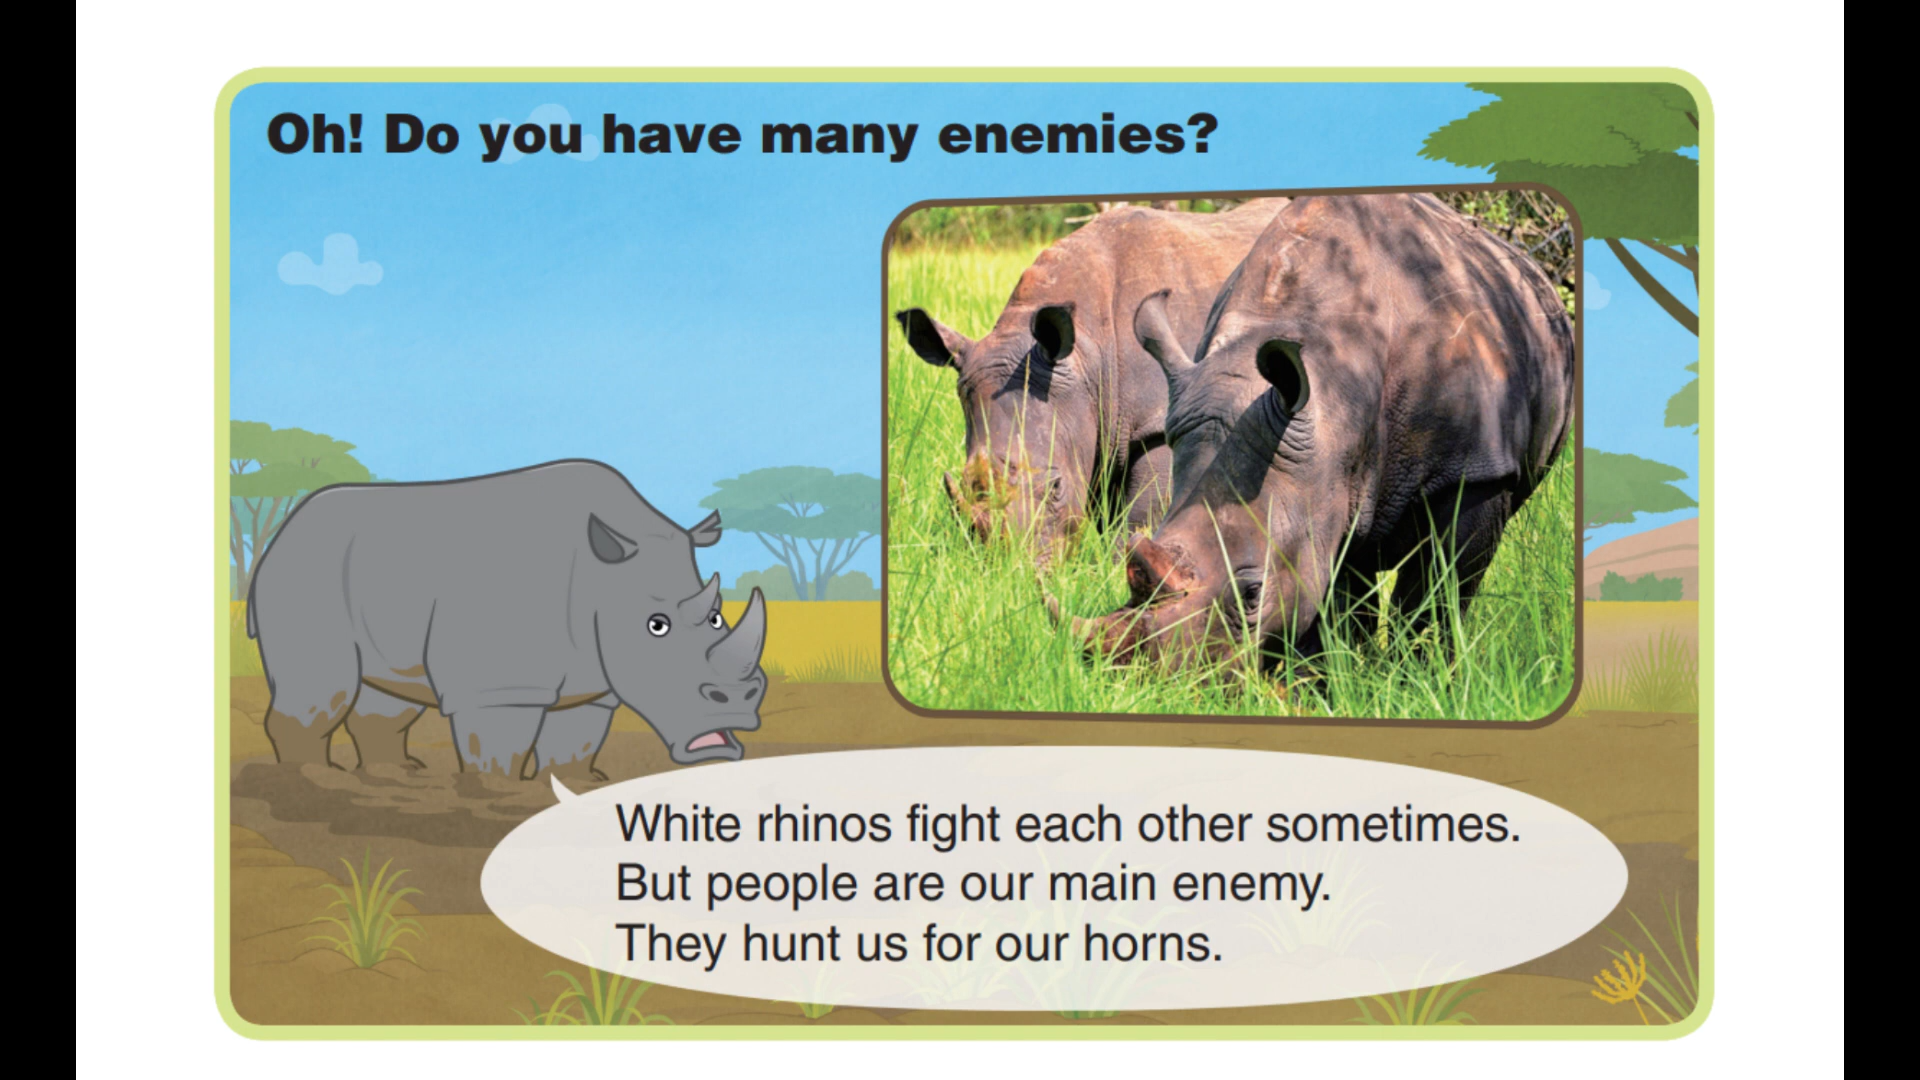 Oh! Do you have many enemies?
White rhinos fight each other sometimes.
But people are our main enemy.
They hunt us for our horns.